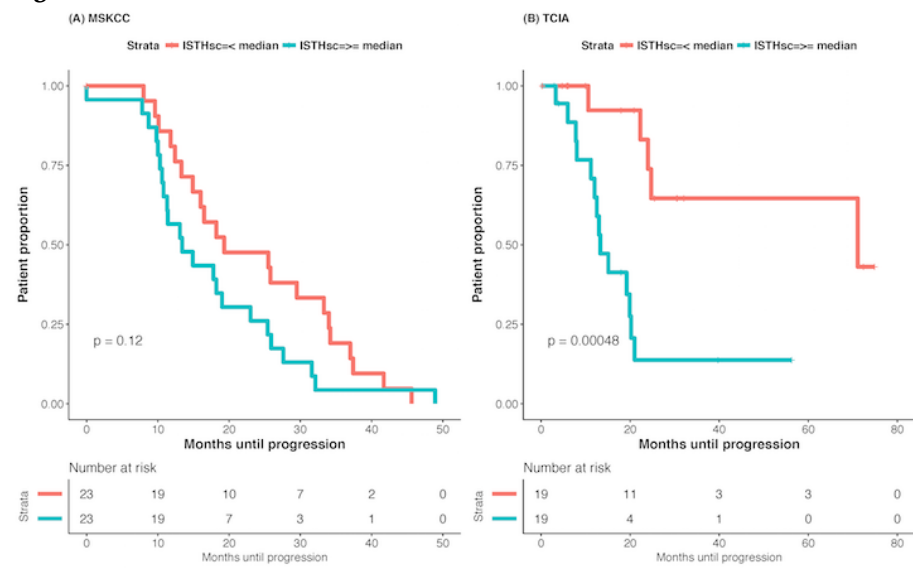 (A) MSKCC
Strata ISTHsc=< median ISTHsc=>= median
1.00
0.75
0.50
0.25
0.00
Patient proportion
p = 0.12
0 10 20 30 40 50
Months until progression
Number at risk
Strata
23 19 10 7 2 0
23 19 7 3 1 0
0 10 20 30 40 50
Months until progression
(B) TCIA
Strata ISTHsc=< median ISTHsc=>= median
1.00
0.75
0.50
0.25
0.00
Patient proportion
p = 0.00048
0 20 40 60 80
Months until progression
Number at risk
Strata
19 11 3 3 0
19 4 1 0 0
0 20 40 60 80
Months until progression